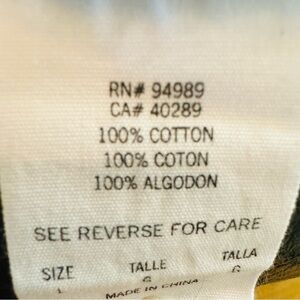 RN# 94989
CA# 40289
100% COTTON
100% COTON
100% ALGODON
SEE REVERSE FOR CARE
SIZE TALLE TALLA
L G G
MADE IN CHINA